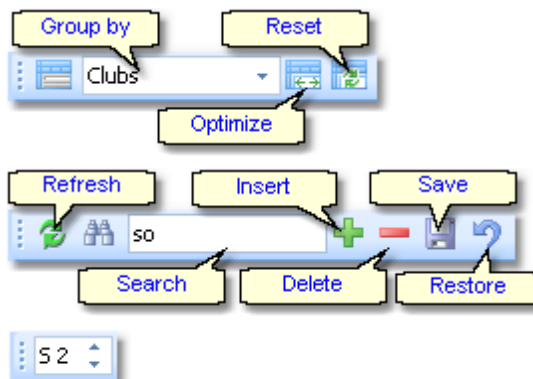 Group by
Reset
Clubs
Optimize
Refresh
Insert
Save
so
Search
Delete
Restore
S 2